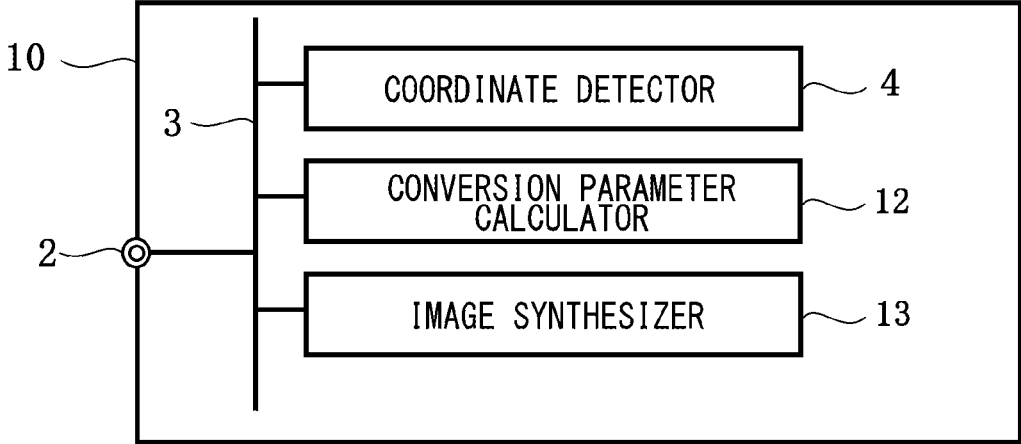 10
3
COORDINATE DETECTOR
4
CONVERSION PARAMETER
CALCULATOR
12
2
IMAGE SYNTHESIZER
13